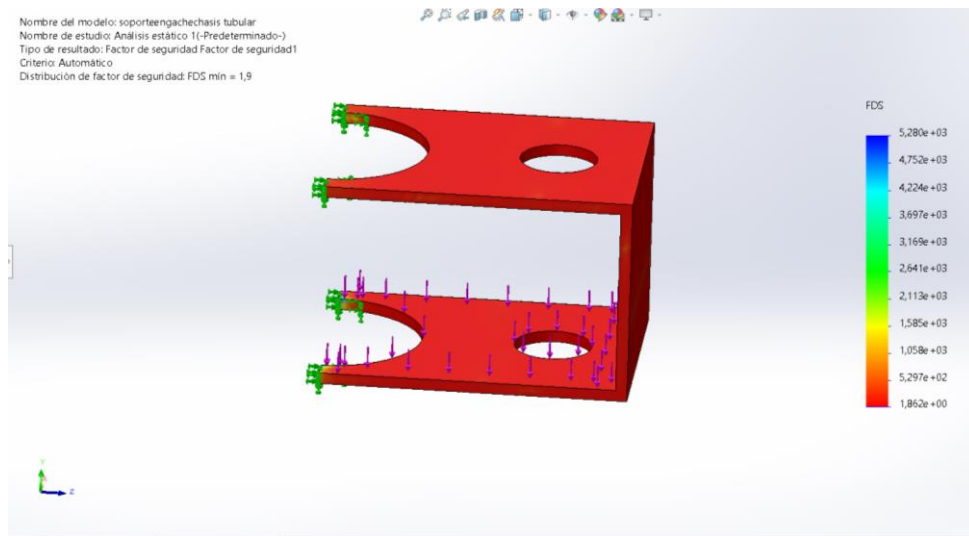 Nombre del modelo: soporteengachechasis tubular
Nombre de estudio: Análisis estático 1(-Predeterminado-)
Tipo de resultado: Factor de seguridad Factor de seguridad1
Criterio: Automático
Distribución de factor de seguridad: FDS mín = 1,9
FDS
5,280e+03
4,752e+03
4,224e+03
3,697e+03
3,169e+03
2,641e+03
2,113e+03
1,585e+03
1,058e+03
5,297e+02
1,862e+00
Y
Z